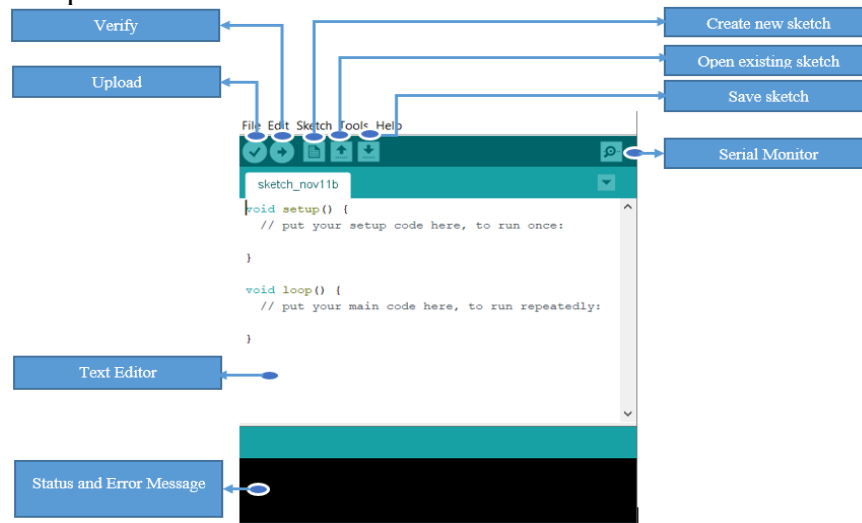 Verify
Create new sketch
Open existing sketch
Upload
Save sketch
File Edit Sketch Tools Help
Serial Monitor
sketch_nov11b
void setup() {
// put your setup code here, to run once:
}
void loop() {
// put your main code here, to run repeatedly:
}
Text Editor
Status and Error Message